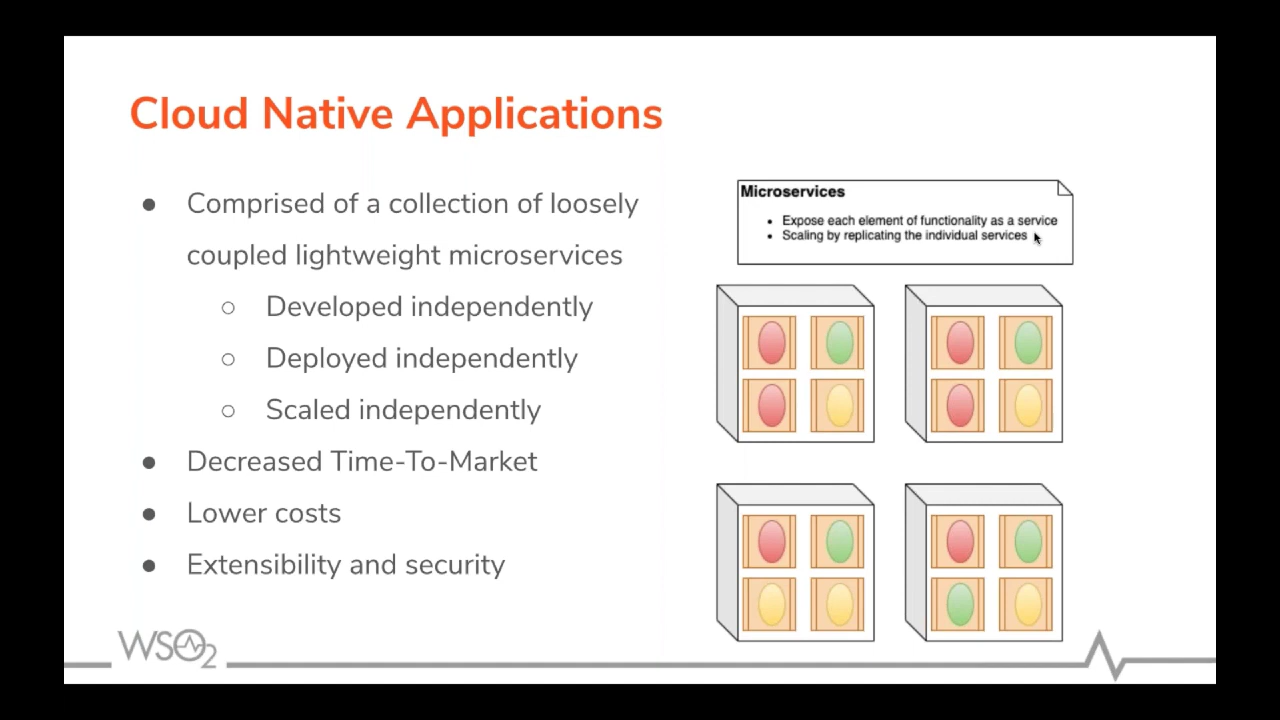 Cloud Native Applications
● Comprised of a collection of loosely
coupled lightweight microservices
○ Developed independently
○ Deployed independently
○ Scaled independently
● Decreased Time-To-Market
● Lower costs
● Extensibility and security
Microservices
• Expose each element of functionality as a service
• Scaling by replicating the individual services
WSO2